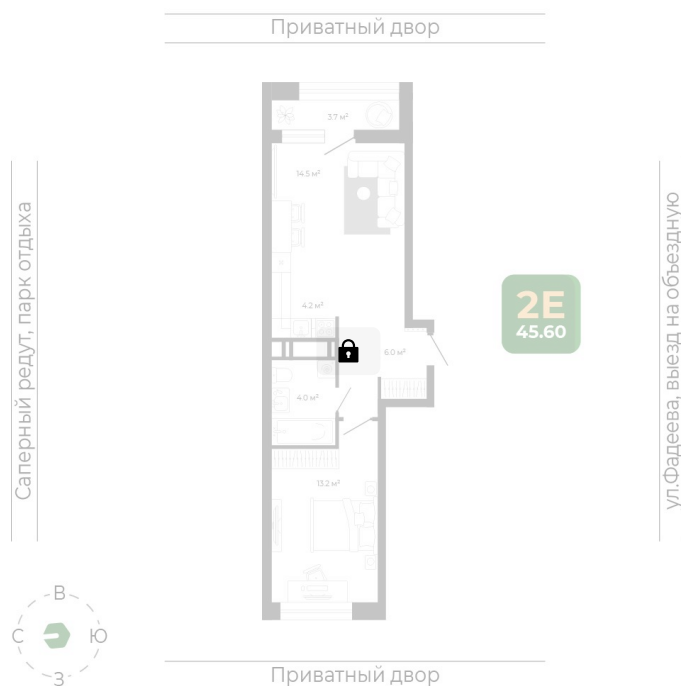 Приватный двор
3.7 м²
14.5 м²
4.2 м²
6.0 м²
4.0 м²
13.2 м²
2Е
45.60
Саперный редут, парк отдыха
ул.Фадеева, выезд на объездную
В
С
Ю
З
Приватный двор